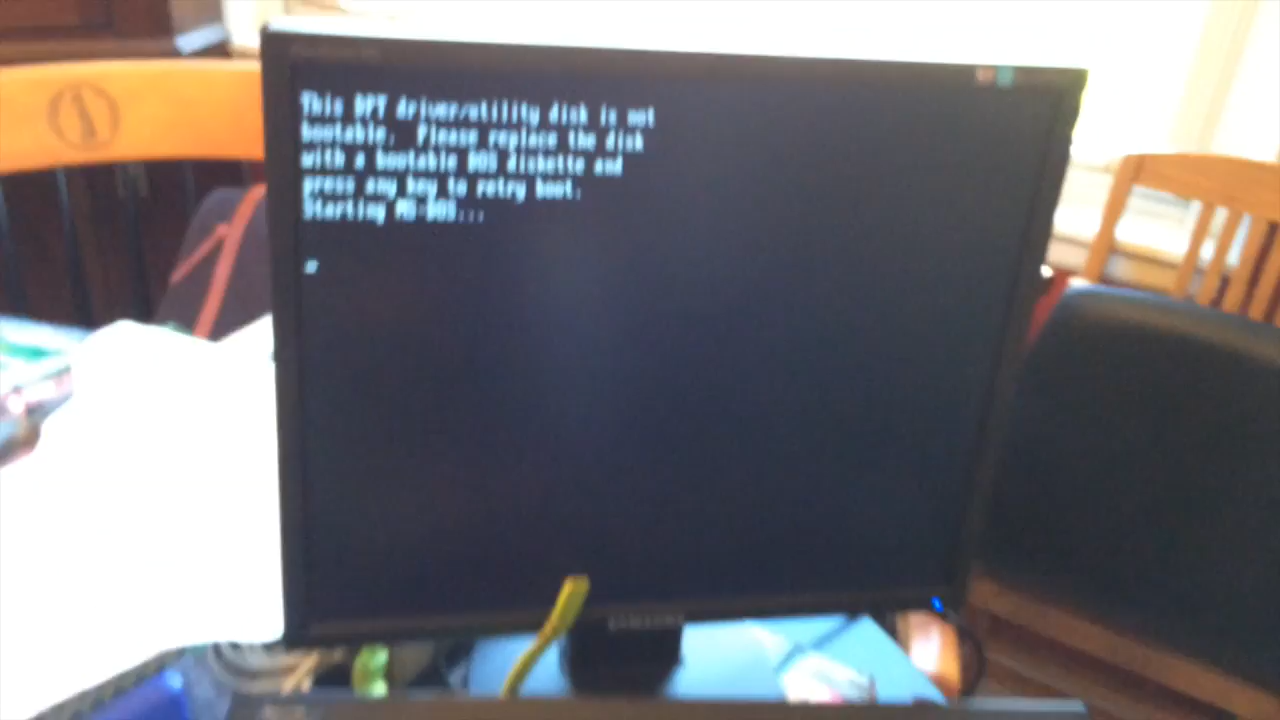 This DPT driver/utility disk is not
bootable. Please replace the disk
with a bootable DOS diskette and
press any key to retry boot.
Starting MS-DOS...
SAMSUNG